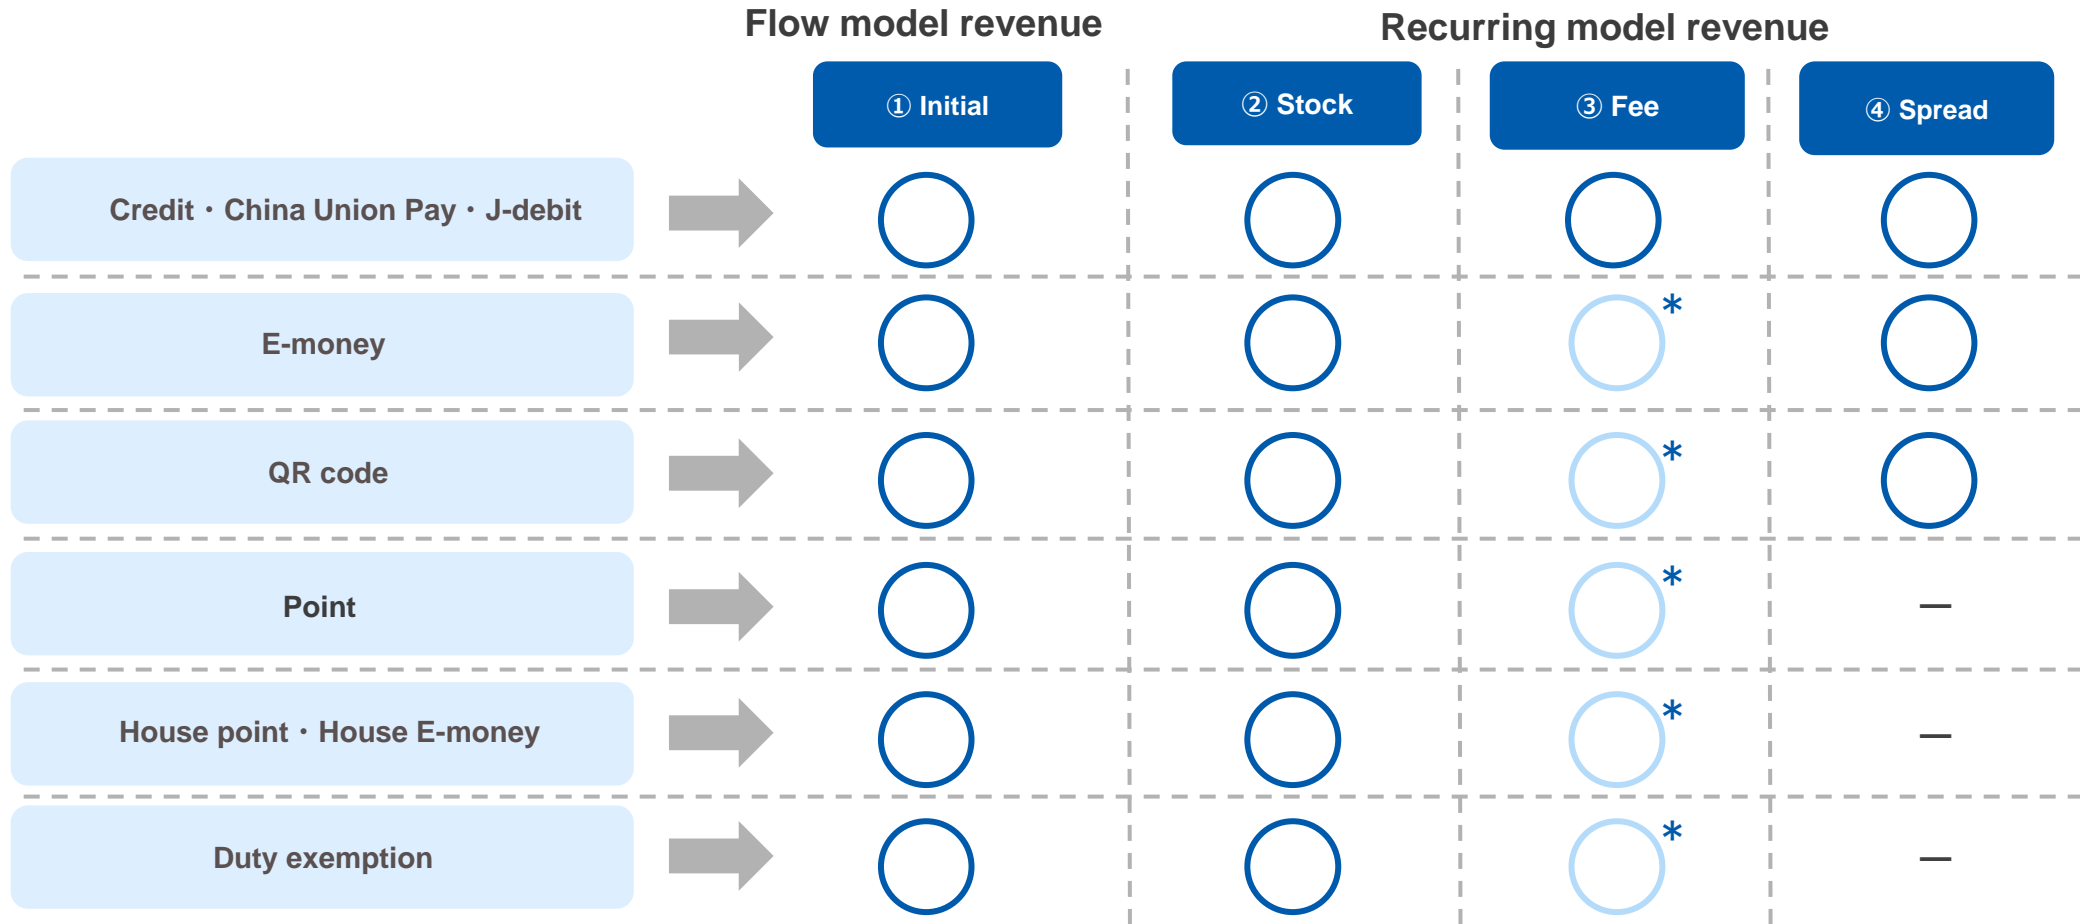 Flow model revenue
Recurring model revenue
① Initial
② Stock
③ Fee
④ Spread
Credit・China Union Pay・J-debit
E-money
*
QR code
*
Point
*
—
House point・House E-money
*
—
Duty exemption
*
—